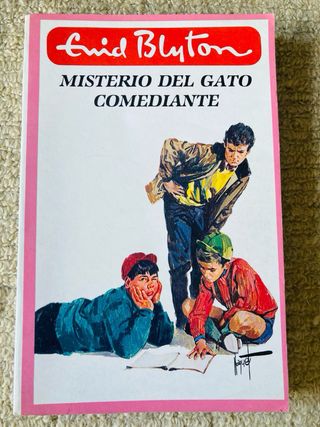 Enid Blyton
MISTERIO DEL GATO
COMEDIANTE